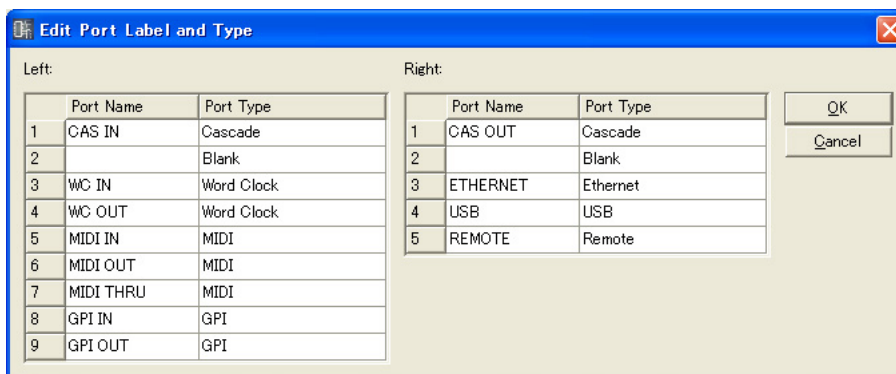 Edit Port Label and Type
Left:
Port Name Port Type
1 CAS IN Cascade
2 Blank
3 WC IN Word Clock
4 WC OUT Word Clock
5 MIDI IN MIDI
6 MIDI OUT MIDI
7 MIDI THRU MIDI
8 GPI IN GPI
9 GPI OUT GPI
Right:
Port Name Port Type
1 CAS OUT Cascade
2 Blank
3 ETHERNET Ethernet
4 USB USB
5 REMOTE Remote
OK
Cancel